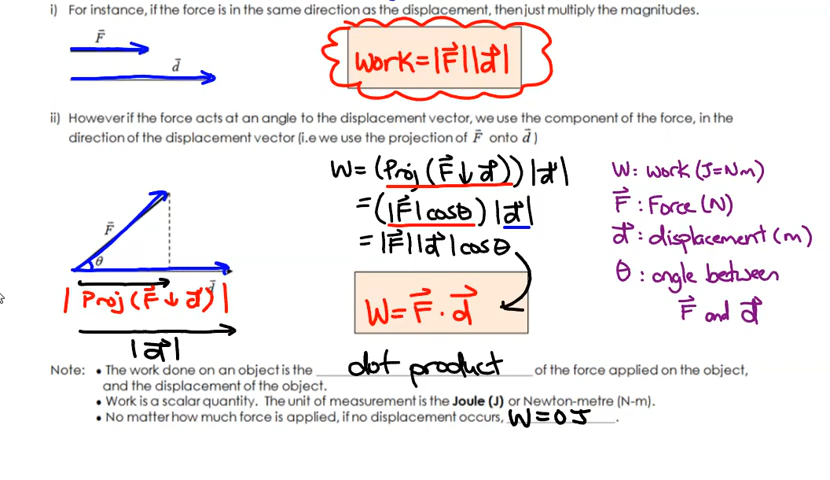 i) For instance, if the force is in the same direction as the displacement, then just multiply the magnitudes.
F⃗
d⃗
Work = |F⃗||d⃗|
ii) However if the force acts at an angle to the displacement vector, we use the component of the force, in the
direction of the displacement vector (i.e we use the projection of F⃗ onto d⃗)
W = (Proj(F⃗↓d⃗))|d⃗|
= (|F⃗|cosθ)|d⃗|
= |F⃗||d⃗|cosθ
W = F⃗ · d⃗
W: work (J=Nm)
F⃗: Force (N)
d⃗: displacement (m)
θ: angle between
F⃗ and d⃗
F⃗
θ
d⃗
|Proj(F⃗↓d⃗)|
|d⃗|
Note: • The work done on an object is the dot product of the force applied on the object,
and the displacement of the object.
• Work is a scalar quantity. The unit of measurement is the Joule (J) or Newton-metre (N-m).
• No matter how much force is applied, if no displacement occurs, W=0J.